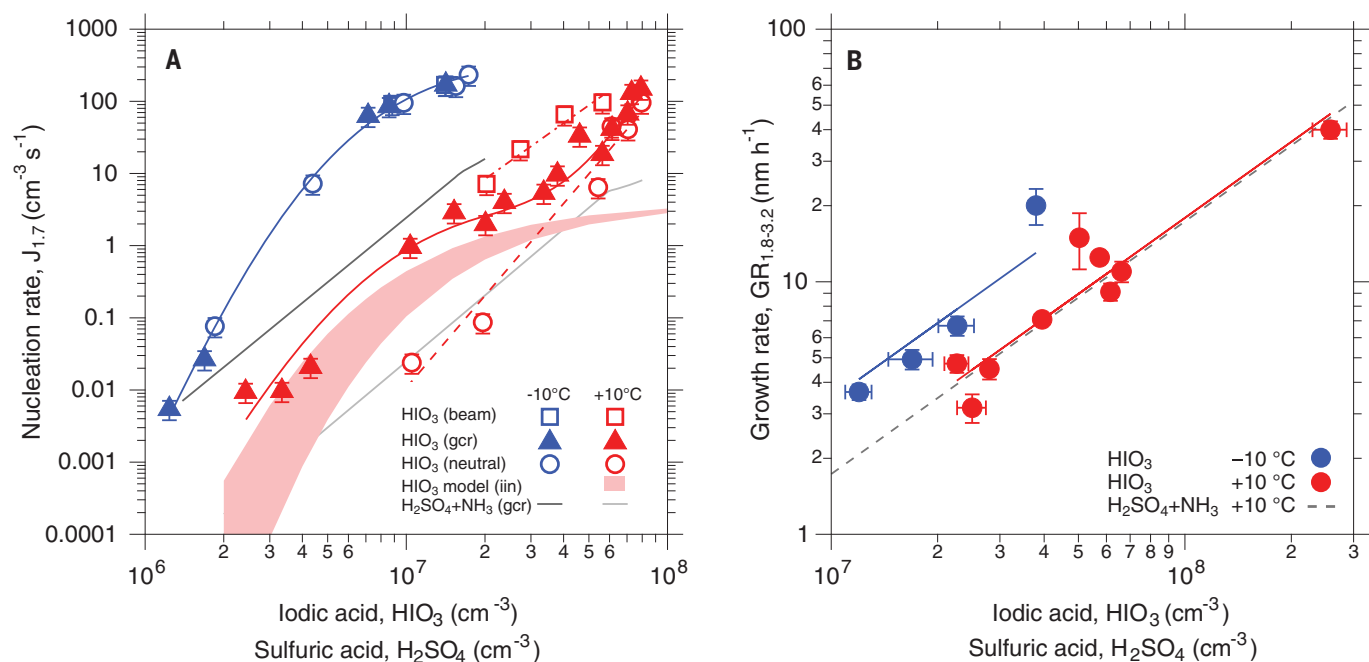 A
Nucleation rate, J1.7 (cm-3 s-1)
1000
100
10
1
0.1
0.01
0.001
0.0001
-10°C +10°C
HIO3 (beam)
HIO3 (gcr)
HIO3 (neutral)
HIO3 model (iin)
H2SO4+NH3 (gcr)
10^6 2 3 4 5 6 10^7 2 3 4 5 6 10^8
Iodic acid, HIO3 (cm-3)
Sulfuric acid, H2SO4 (cm-3)
B
Growth rate, GR1.8-3.2 (nm h-1)
100
6
5
4
3
2
10
6
5
4
3
2
1
HIO3 −10 °C
HIO3 +10 °C
H2SO4+NH3 +10 °C
10^7 2 3 4 5 6 7 8 9 10^8 2 3
Iodic acid, HIO3 (cm-3)
Sulfuric acid, H2SO4 (cm-3)